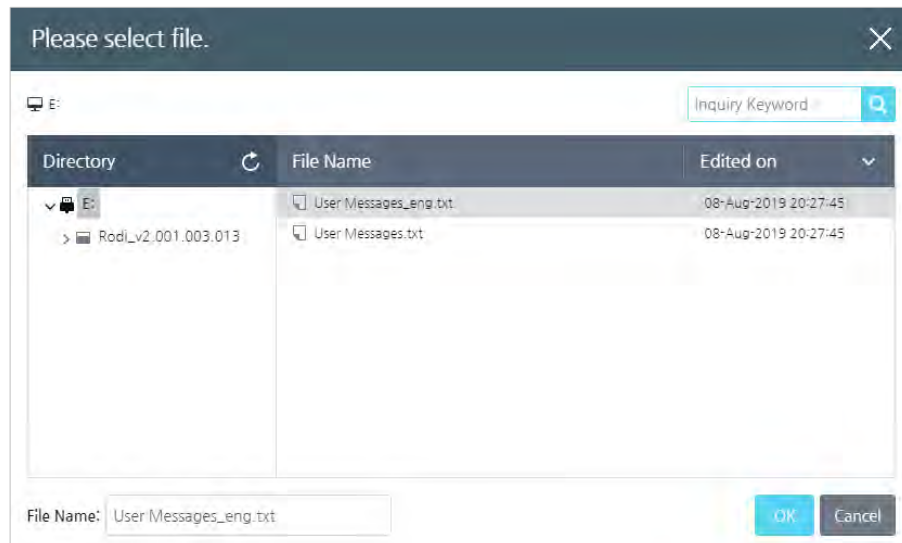 Please select file.
E:
Inquiry Keyword
Directory File Name Edited on
E: User Messages_eng.txt 08-Aug-2019 20:27:45
Rodi_v2.001.003.013 User Messages.txt 08-Aug-2019 20:27:45
File Name: User Messages_eng.txt OK Cancel